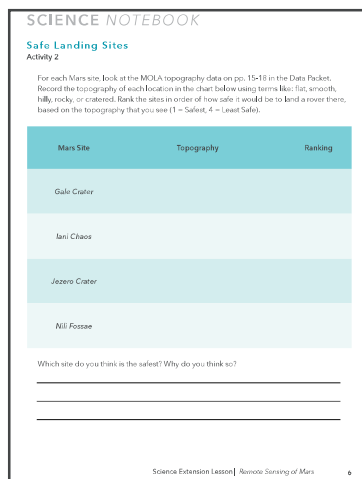 SCIENCE NOTEBOOK
Safe Landing Sites
Activity 2
For each Mars site, look at the MOLA topography data on pp. 15-18 in the Data Packet.
Record the topography of each location in the chart below using terms like: flat, smooth,
hilly, rocky, or cratered. Rank the sites in order of how safe it would be to land a rover there,
based on the topography that you see (1 = Safest, 4 = Least Safe).
Mars Site Topography Ranking
Gale Crater
Iani Chaos
Jezero Crater
Nili Fossae
Which site do you think is the safest? Why do you think so?
Science Extension Lesson | Remote Sensing of Mars 6